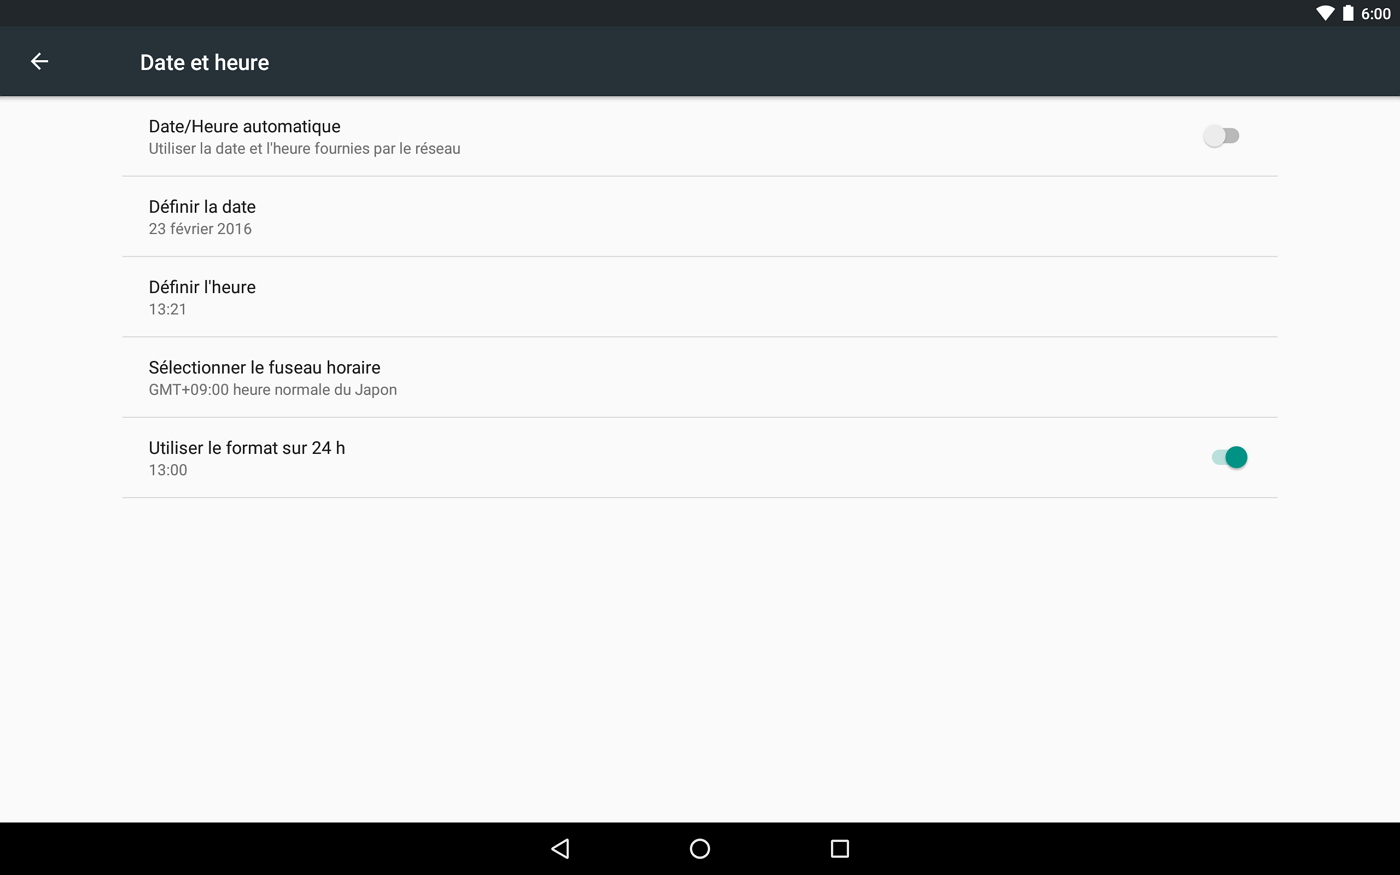 6:00
Date et heure
Date/Heure automatique
Utiliser la date et l'heure fournies par le réseau
Définir la date
23 février 2016
Définir l'heure
13:21
Sélectionner le fuseau horaire
GMT+09:00 heure normale du Japon
Utiliser le format sur 24 h
13:00